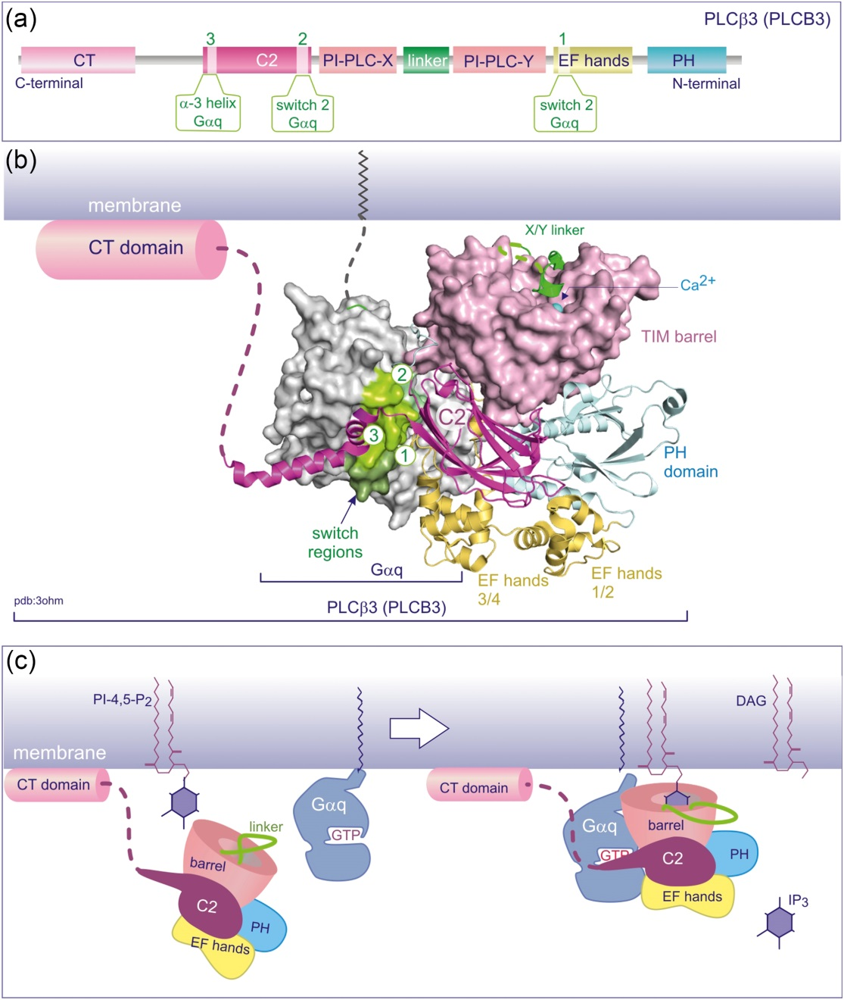 (a)
PLCβ3 (PLCB3)
3
2
1
CT
C2
PI-PLC-X
linker
PI-PLC-Y
EF hands
PH
C-terminal
N-terminal
α-3 helix
Gαq
switch 2
Gαq
switch 2
Gαq
(b)
membrane
CT domain
X/Y linker
Ca2+
TIM barrel
2
C2
3
1
PH
domain
switch
regions
Gαq
EF hands
3/4
EF hands
1/2
pdb:3ohm
PLCβ3 (PLCB3)
(c)
PI-4,5-P2
DAG
membrane
CT domain
Gαq
GTP
linker
barrel
C2
PH
EF hands
CT domain
Gαq
GTP
barrel
C2
PH
EF hands
IP3